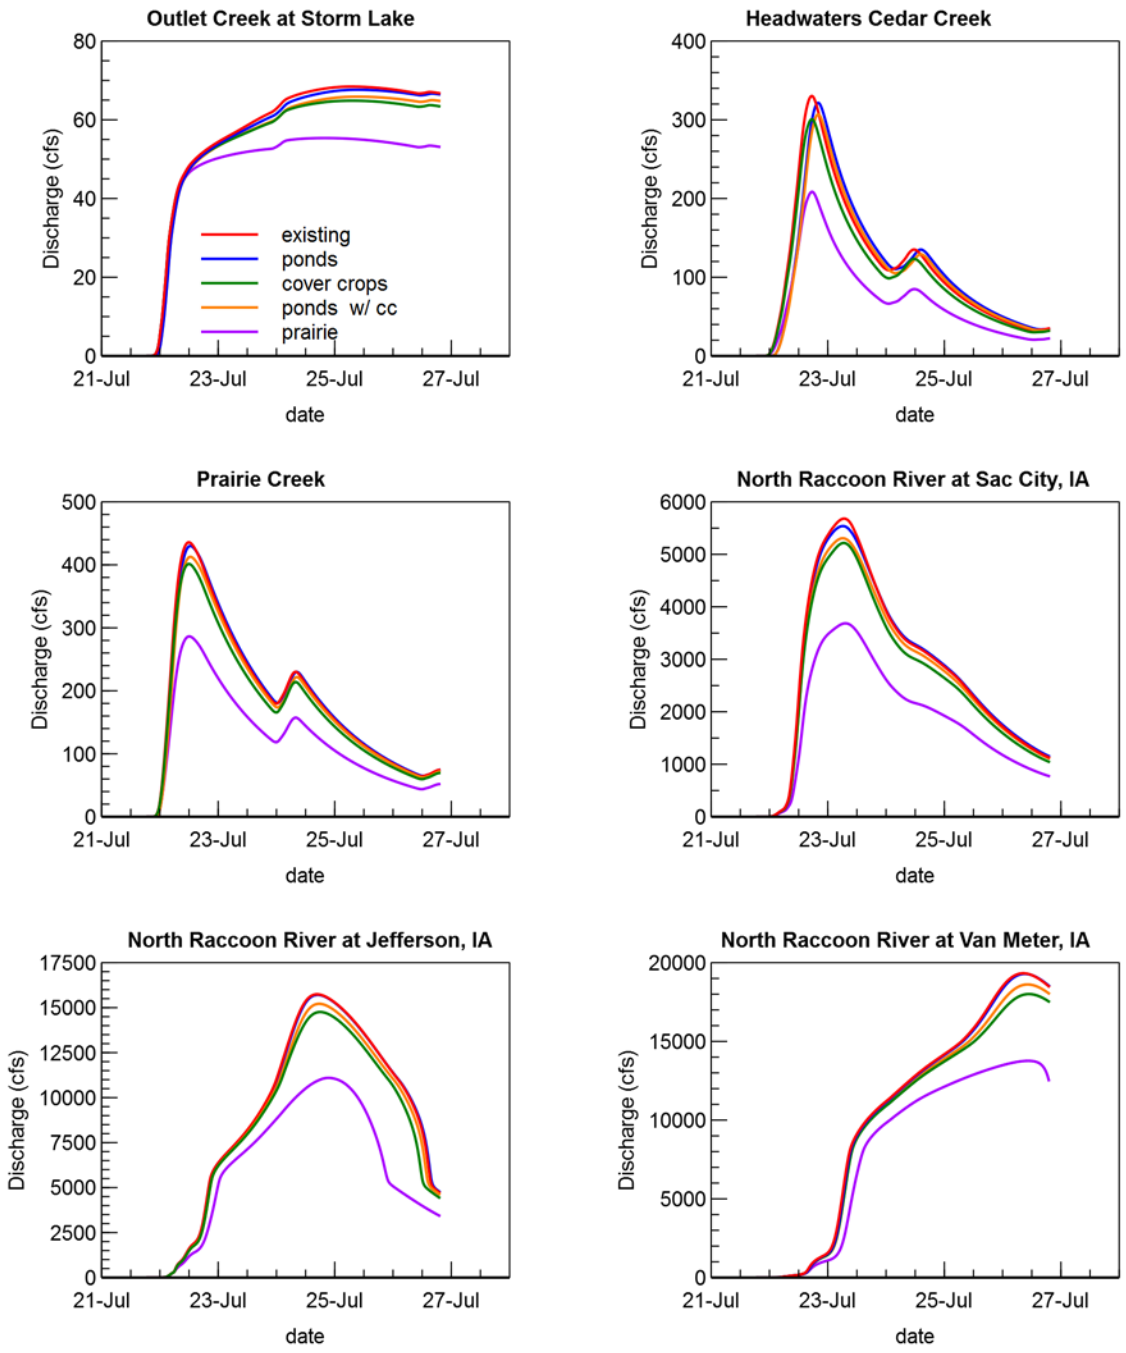 Outlet Creek at Storm Lake
80
60
40
20
0
Discharge (cfs)
existing
ponds
cover crops
ponds w/ cc
prairie
21-Jul 23-Jul 25-Jul 27-Jul
date
Headwaters Cedar Creek
400
300
200
100
0
Discharge (cfs)
21-Jul 23-Jul 25-Jul 27-Jul
date
Prairie Creek
500
400
300
200
100
0
Discharge (cfs)
21-Jul 23-Jul 25-Jul 27-Jul
date
North Raccoon River at Sac City, IA
6000
5000
4000
3000
2000
1000
0
Discharge (cfs)
21-Jul 23-Jul 25-Jul 27-Jul
date
North Raccoon River at Jefferson, IA
17500
15000
12500
10000
7500
5000
2500
0
Discharge (cfs)
21-Jul 23-Jul 25-Jul 27-Jul
date
North Raccoon River at Van Meter, IA
20000
15000
10000
5000
0
Discharge (cfs)
21-Jul 23-Jul 25-Jul 27-Jul
date